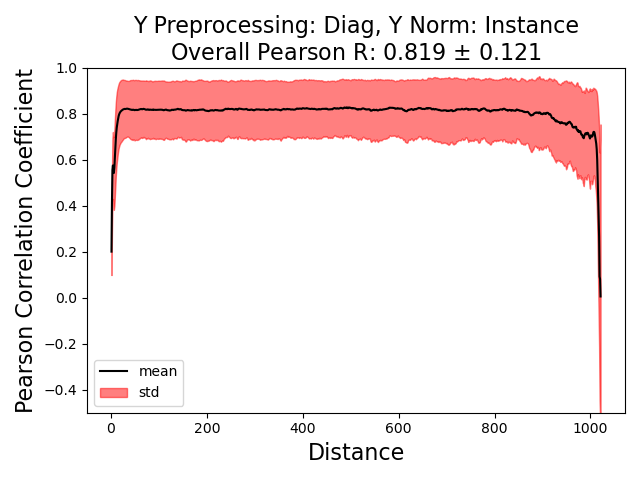 Y Preprocessing: Diag, Y Norm: Instance
Overall Pearson R: 0.819 ± 0.121
Pearson Correlation Coefficient
1.0
0.8
0.6
0.4
0.2
0.0
−0.2
−0.4
mean
std
0
200
400
600
800
1000
Distance